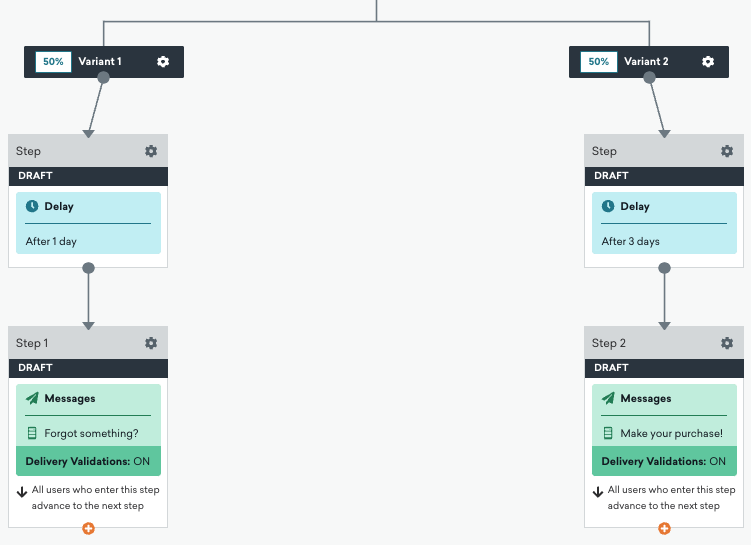 50% Variant 1
50% Variant 2
Step
DRAFT
Delay
After 1 day
Step
DRAFT
Delay
After 3 days
Step 1
DRAFT
Messages
Forgot something?
Delivery Validations: ON
All users who enter this step
advance to the next step
Step 2
DRAFT
Messages
Make your purchase!
Delivery Validations: ON
All users who enter this step
advance to the next step